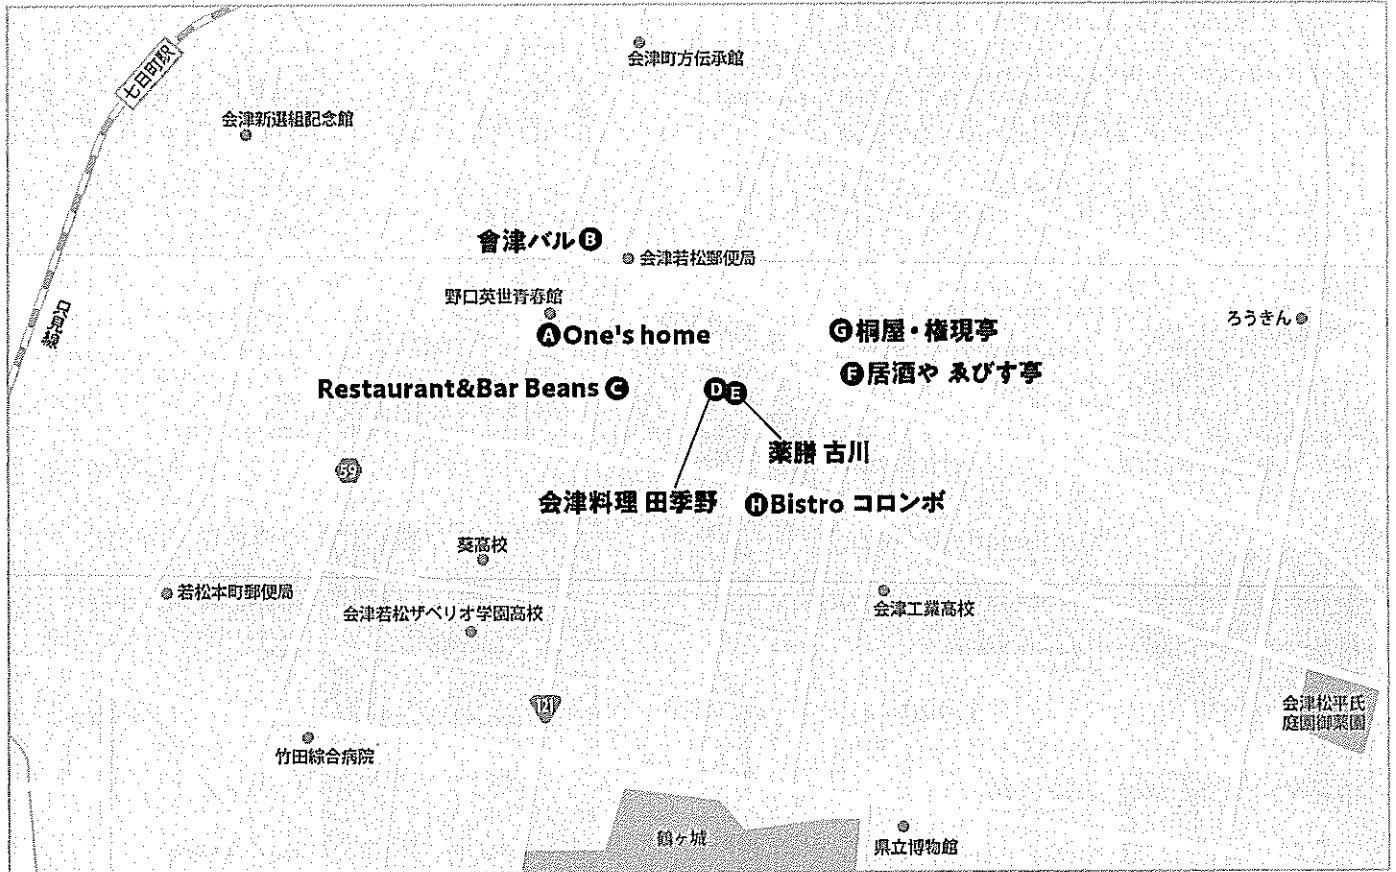 会津町方伝承館
七日町駅
会津新選組記念館
會津バルB
会津若松郵便局
野口英世青春館
A One's home
G桐屋・権現亭
ろうきん
只見線
F居酒や ゑびす亭
Restaurant&Bar Beans C
D E
薬膳 古川
59
会津料理 田季野
H Bistro コロンボ
葵高校
若松本町郵便局
会津若松ザベリオ学園高校
会津工業高校
121
会津松平氏
庭園御薬園
竹田綜合病院
鶴ヶ城
県立博物館